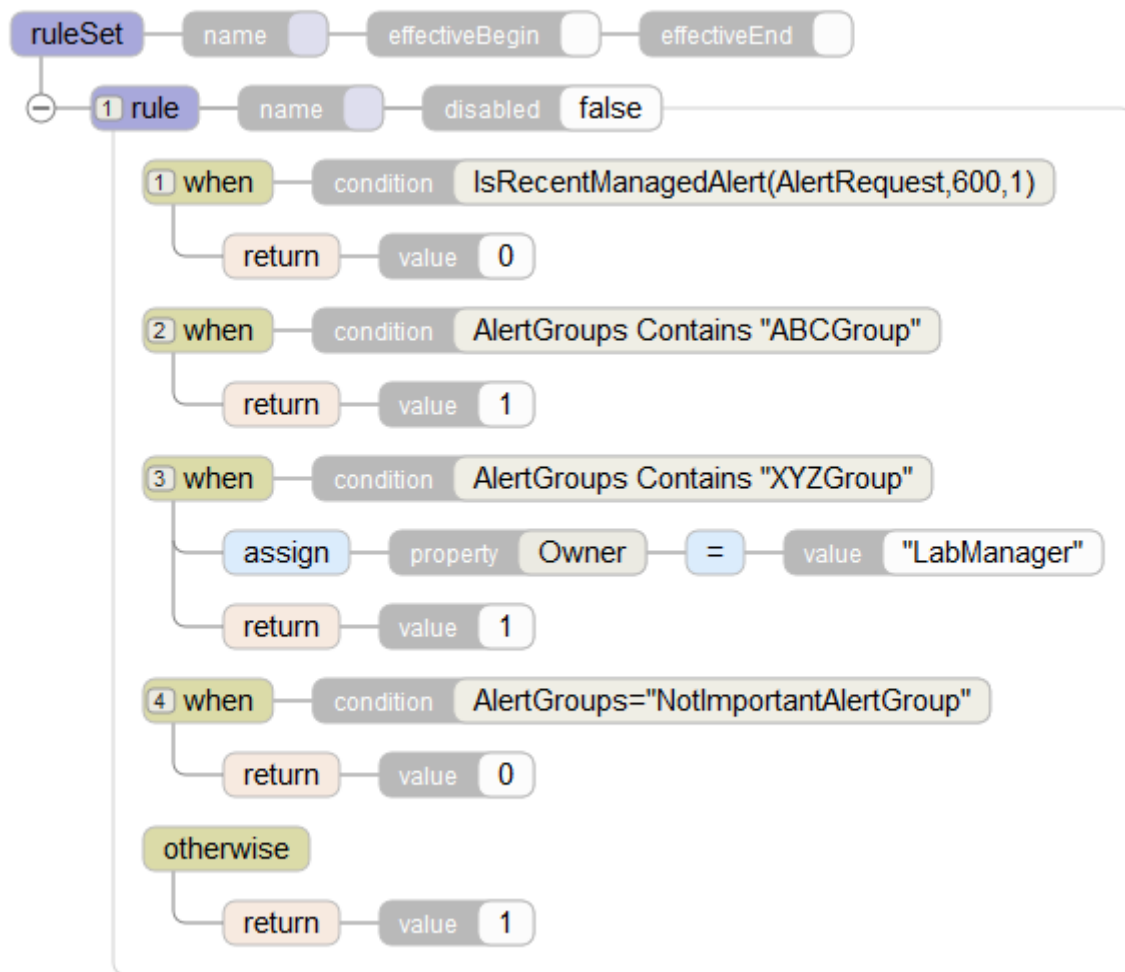 ruleSet name effectiveBegin effectiveEnd
1 rule name disabled false
1 when condition IsRecentManagedAlert(AlertRequest,600,1)
return value 0
2 when condition AlertGroups Contains "ABCGroup"
return value 1
3 when condition AlertGroups Contains "XYZGroup"
assign property Owner = value "LabManager"
return value 1
4 when condition AlertGroups="NotImportantAlertGroup"
return value 0
otherwise
return value 1